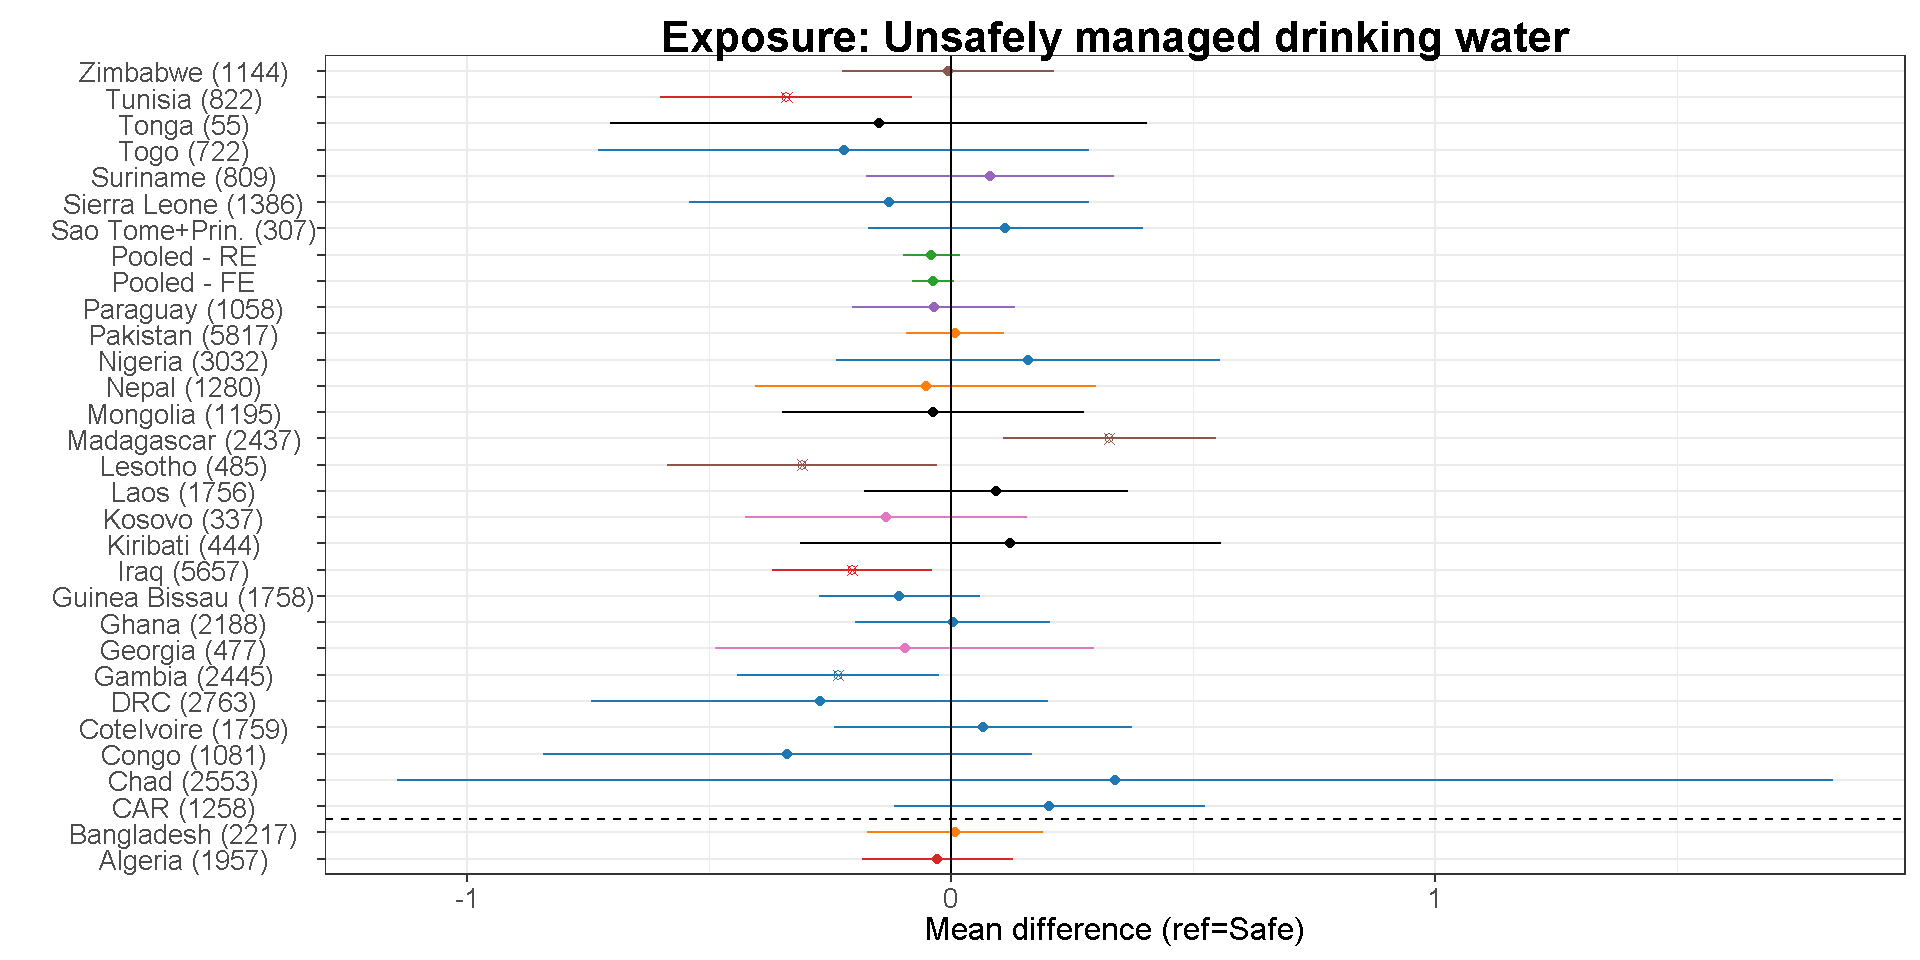 Exposure: Unsafely managed drinking water
Zimbabwe (1144)
Tunisia (822)
Tonga (55)
Togo (722)
Suriname (809)
Sierra Leone (1386)
Sao Tome+Prin. (307)
Pooled - RE
Pooled - FE
Paraguay (1058)
Pakistan (5817)
Nigeria (3032)
Nepal (1280)
Mongolia (1195)
Madagascar (2437)
Lesotho (485)
Laos (1756)
Kosovo (337)
Kiribati (444)
Iraq (5657)
Guinea Bissau (1758)
Ghana (2188)
Georgia (477)
Gambia (2445)
DRC (2763)
CoteIvoire (1759)
Congo (1081)
Chad (2553)
CAR (1258)
Bangladesh (2217)
Algeria (1957)
-1 0 1
Mean difference (ref=Safe)